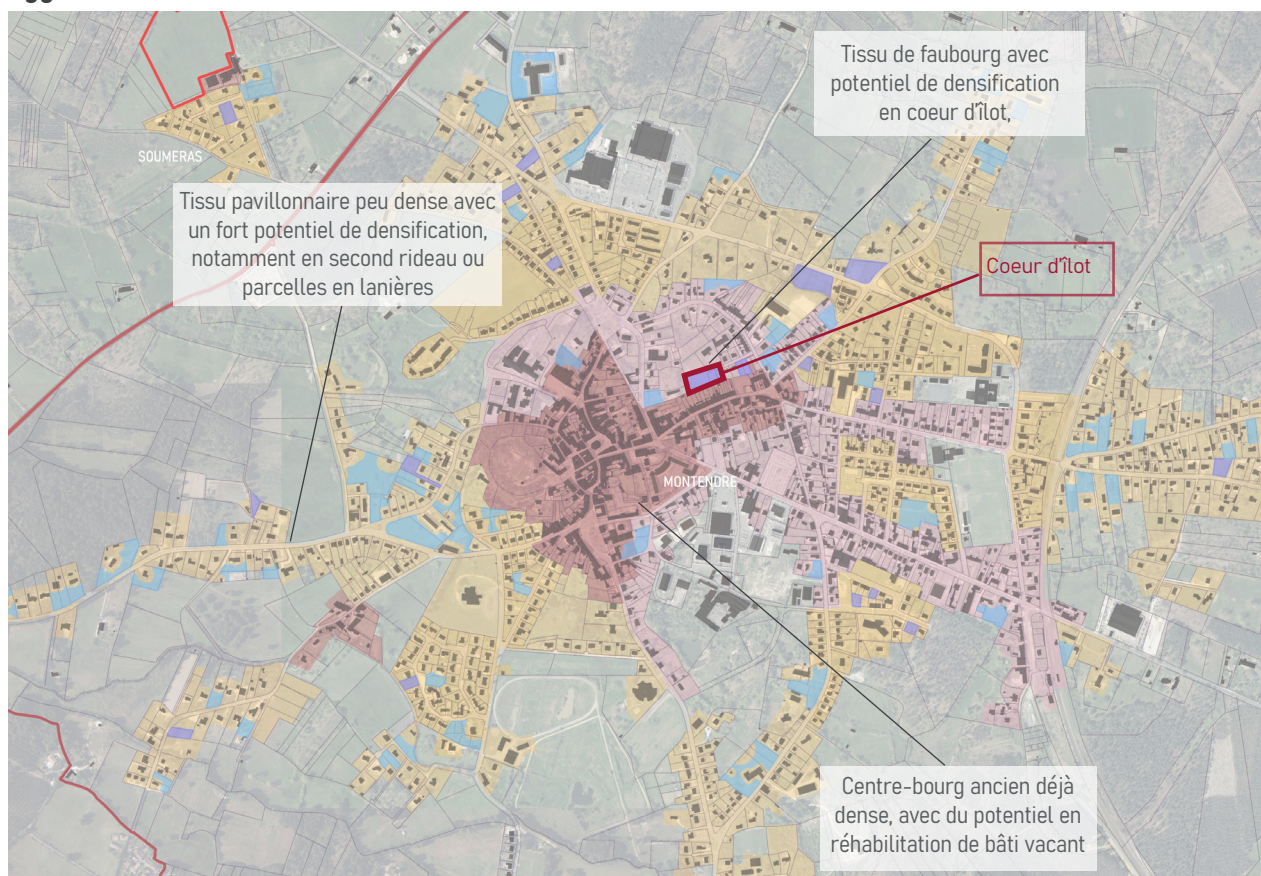 Tissu de faubourg avec
potentiel de densification
en coeur d'îlot,
SOUMERAS
Tissu pavillonnaire peu dense avec
un fort potentiel de densification,
notamment en second rideau ou
parcelles en lanières
Coeur d'îlot
MONTENDRE
Centre-bourg ancien déjà
dense, avec du potentiel en
réhabilitation de bâti vacant